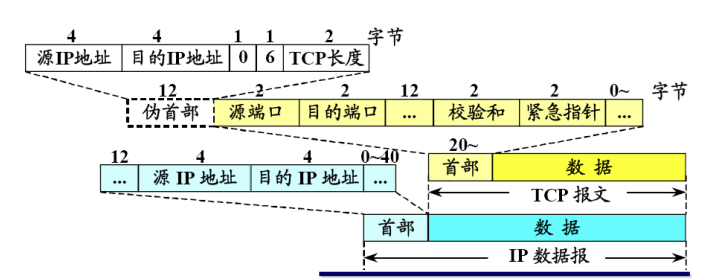 4 4 1 1 2 字节
源IP地址 目的IP地址 0 6 TCP长度
12 2 2 12 2 2 0~ 字节
伪首部 源端口 目的端口 ... 校验和 紧急指针 ...
20~
首部 数据
TCP 报文
12 4 4 0~40
... 源 IP 地址 目的 IP 地址 ...
首部 数据
IP 数据报